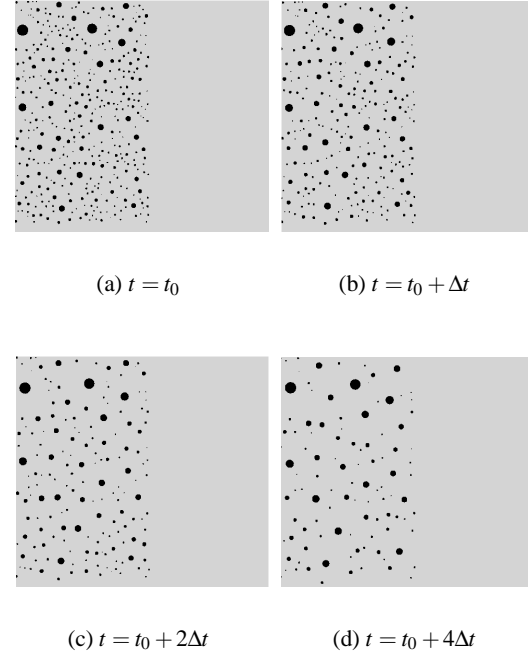 (a) t = t₀
(b) t = t₀ + Δt
(c) t = t₀ + 2Δt
(d) t = t₀ + 4Δt